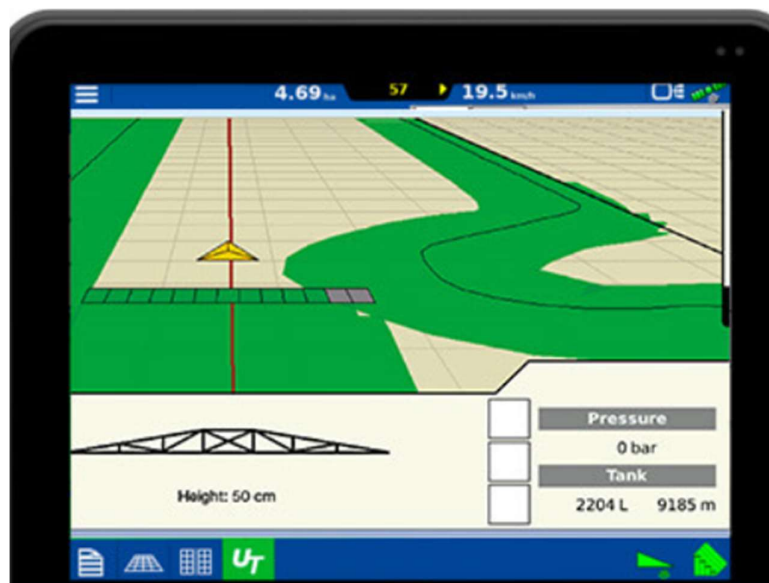 4.69 ha 57 19.5 km/h
Pressure
0 bar
Height: 50 cm
Tank
2204 L 9185 m
UT